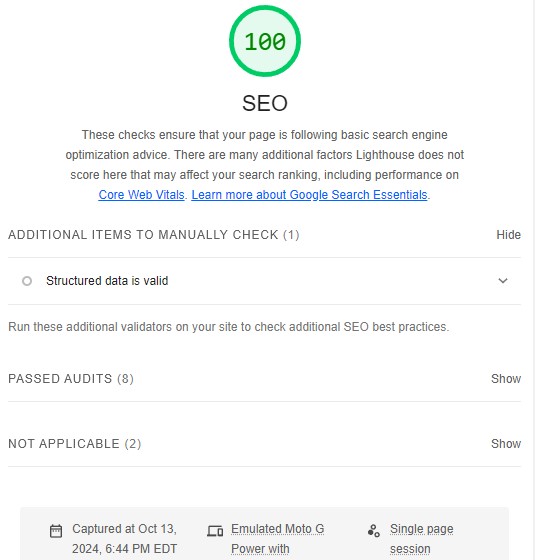 100
SEO
These checks ensure that your page is following basic search engine
optimization advice. There are many additional factors Lighthouse does not
score here that may affect your search ranking, including performance on
Core Web Vitals. Learn more about Google Search Essentials.
ADDITIONAL ITEMS TO MANUALLY CHECK (1) Hide
Structured data is valid
Run these additional validators on your site to check additional SEO best practices.
PASSED AUDITS (8) Show
NOT APPLICABLE (2) Show
Captured at Oct 13, Emulated Moto G Single page
2024, 6:44 PM EDT Power with session